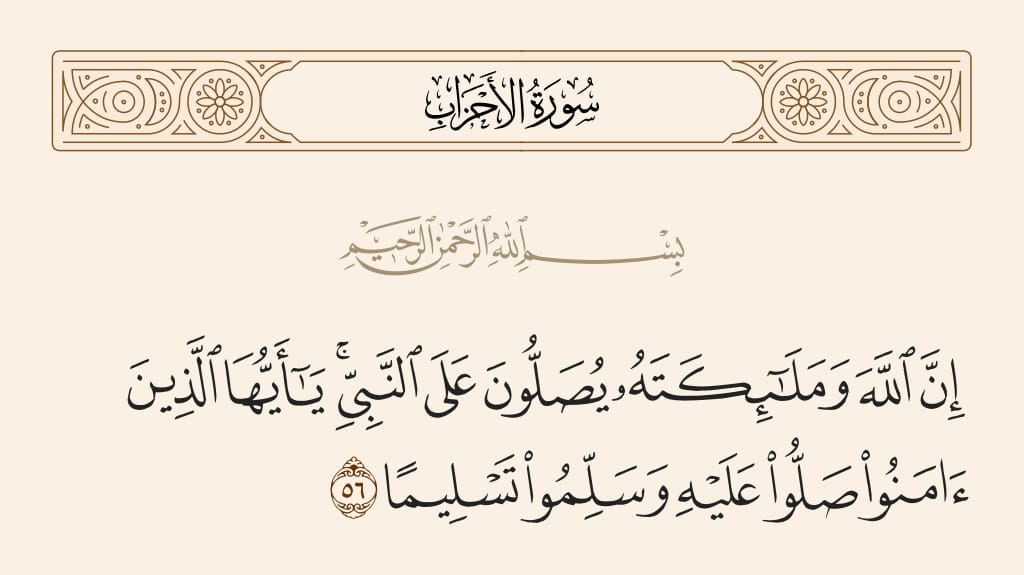 سُورَةُ الأَحْزَابِ
بِسْمِ ٱللَّهِ ٱلرَّحْمَٰنِ ٱلرَّحِيمِ
إِنَّ ٱللَّهَ وَمَلَٰٓئِكَتَهُۥ يُصَلُّونَ عَلَى ٱلنَّبِيِّ ۚ يَٰٓأَيُّهَا ٱلَّذِينَ
ءَامَنُوا۟ صَلُّوا۟ عَلَيْهِ وَسَلِّمُوا۟ تَسْلِيمًا ٥٦